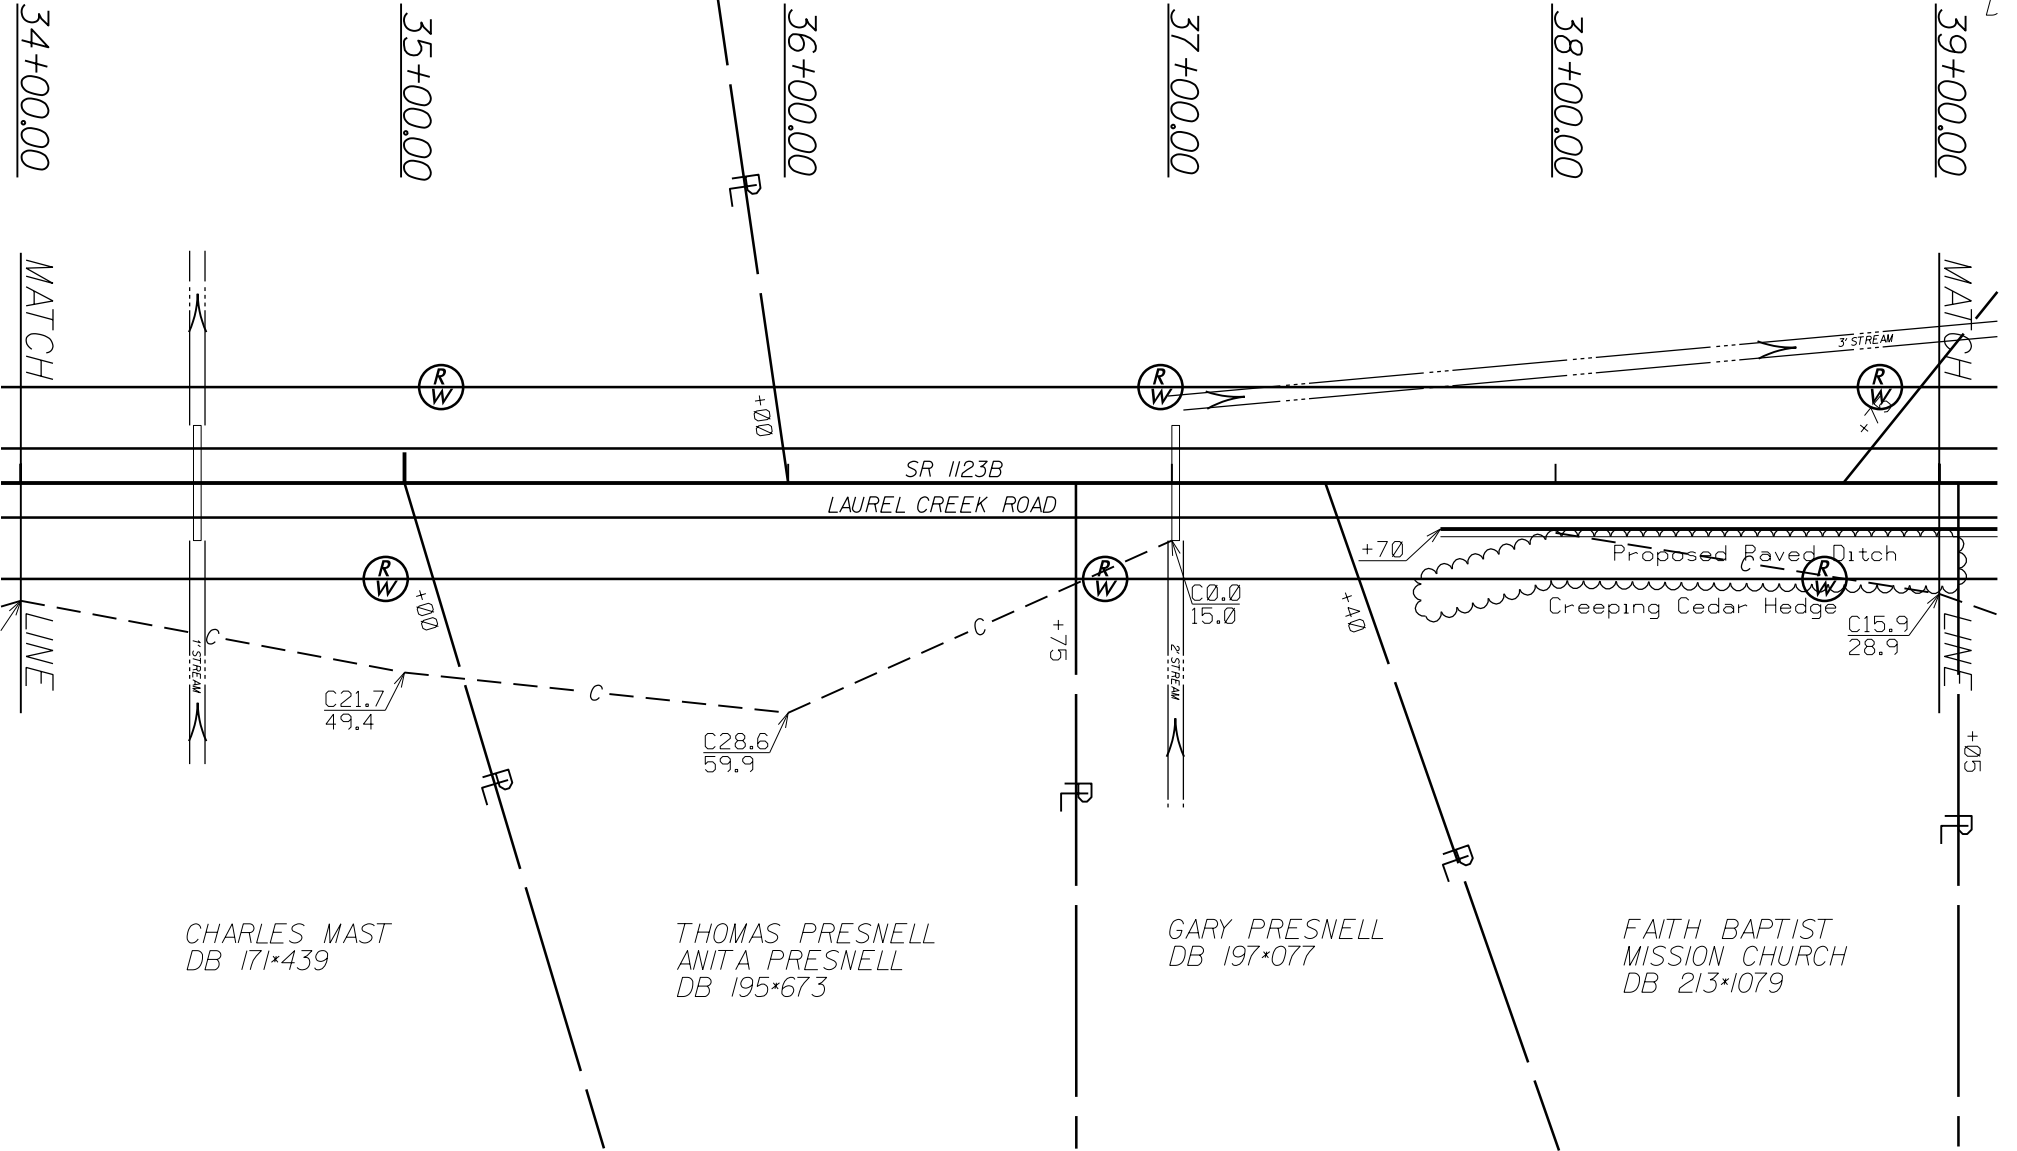 34+00.00
35+00.00
36+00.00
37+00.00
38+00.00
39+00.00
PL
MATCH
MATCH
3' STREAM
R
W
R
W
R
W
+00
SR 1123B
LAUREL CREEK ROAD
+70
Proposed Paved Ditch
C
R
W
R
W
R
W
Creeping Cedar Hedge
C0.0
15.0
+00
+40
+75
C15.9
28.9
C
C
C
1' STREAM
2' STREAM
LINE
LINE
C21.7
49.4
C28.6
59.9
+05
PL
PL
PL
PL
CHARLES MAST
DB 171*439
THOMAS PRESNELL
ANITA PRESNELL
DB 195*673
GARY PRESNELL
DB 197*077
FAITH BAPTIST
MISSION CHURCH
DB 213*1079